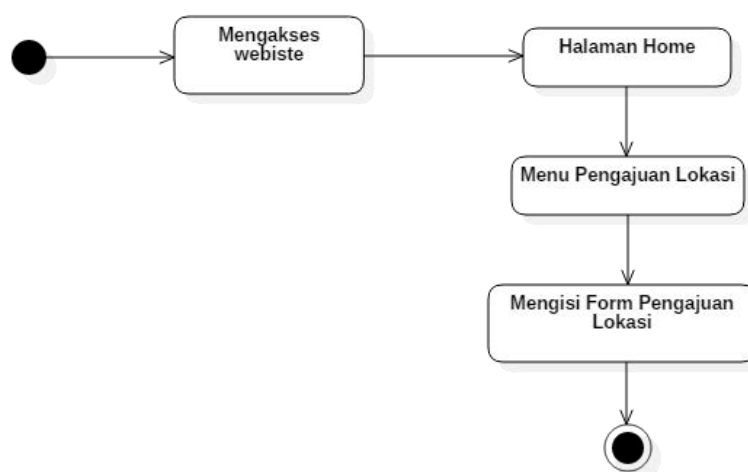 Mengakses
webiste
Halaman Home
Menu Pengajuan Lokasi
Mengisi Form Pengajuan
Lokasi